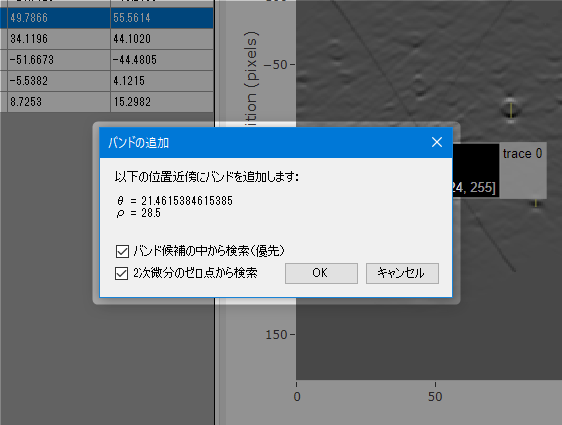 49.7866 55.5614
34.1196 44.1020
-51.6673 -44.4805
-5.5382 4.1215
8.7253 15.2982
-50
ition (pixels)
trace 0
24, 255]
150
0 50
バンドの追加
以下の位置近傍にバンドを追加します:
θ = 21.4615384615385
ρ = 28.5
バンド候補の中から検索(優先)
2次微分のゼロ点から検索
OK キャンセル